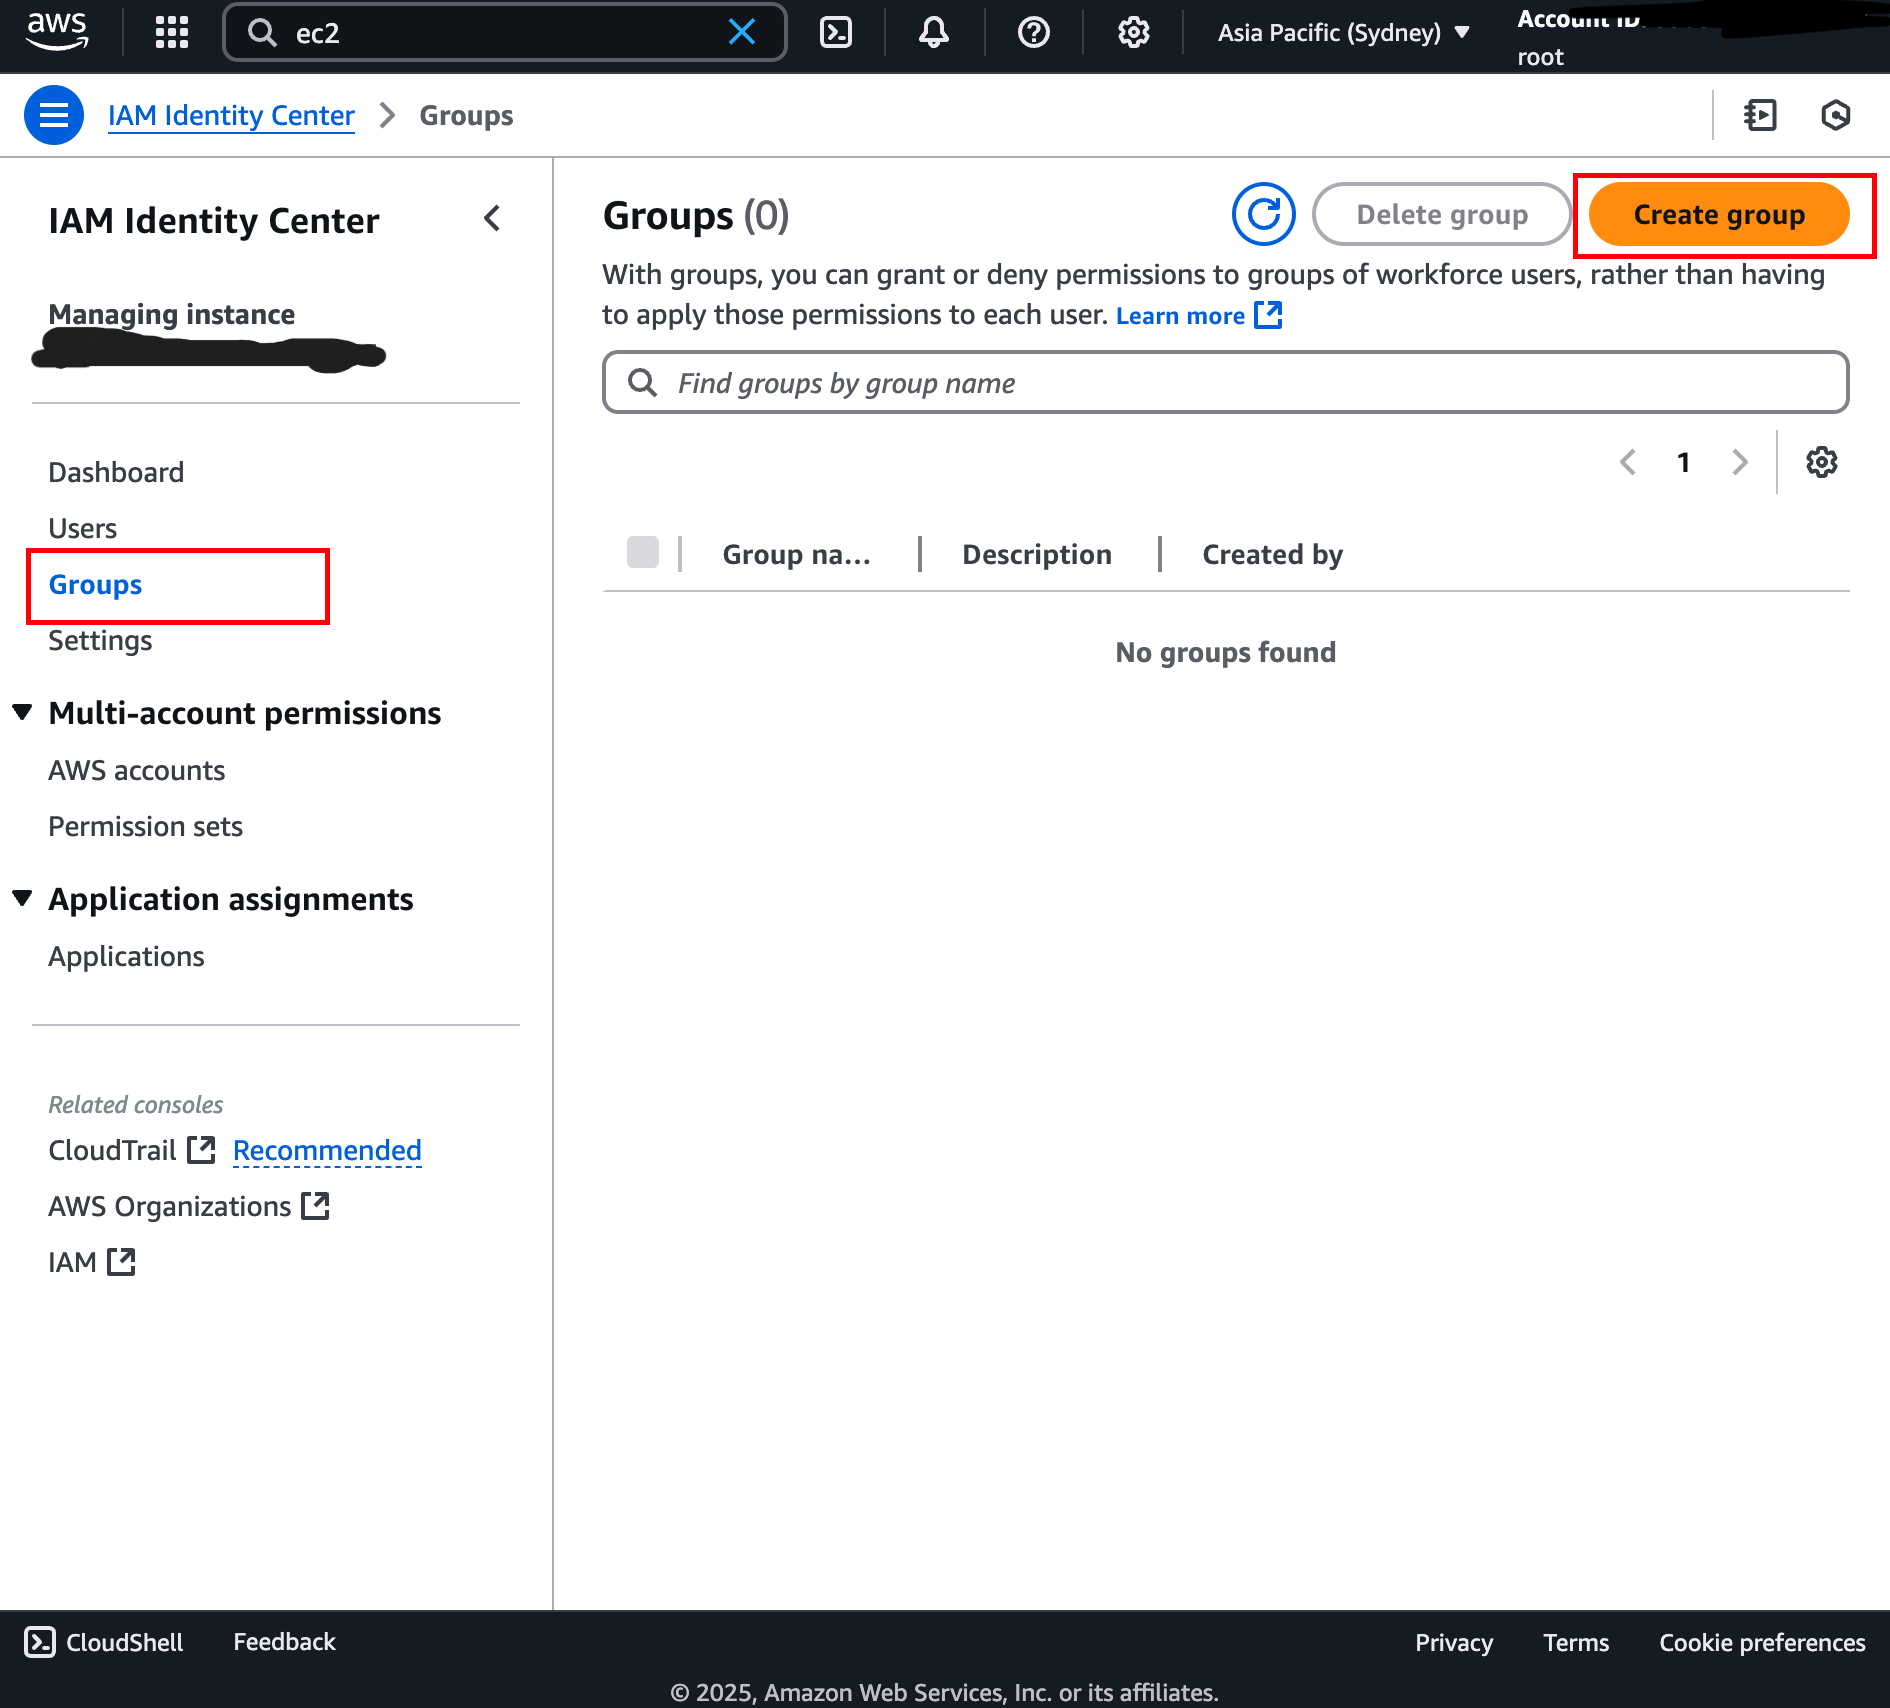 aws
ec2
Asia Pacific (Sydney)
Account ID:
root
IAM Identity Center
Groups
IAM Identity Center
Managing instance
Dashboard
Users
Groups
Settings
Multi-account permissions
AWS accounts
Permission sets
Application assignments
Applications
Related consoles
CloudTrail Recommended
AWS Organizations
IAM
Groups (0)
Delete group
Create group
With groups, you can grant or deny permissions to groups of workforce users, rather than having
to apply those permissions to each user. Learn more
Find groups by group name
1
Group na... Description Created by
No groups found
CloudShell
Feedback
Privacy
Terms
Cookie preferences
© 2025, Amazon Web Services, Inc. or its affiliates.